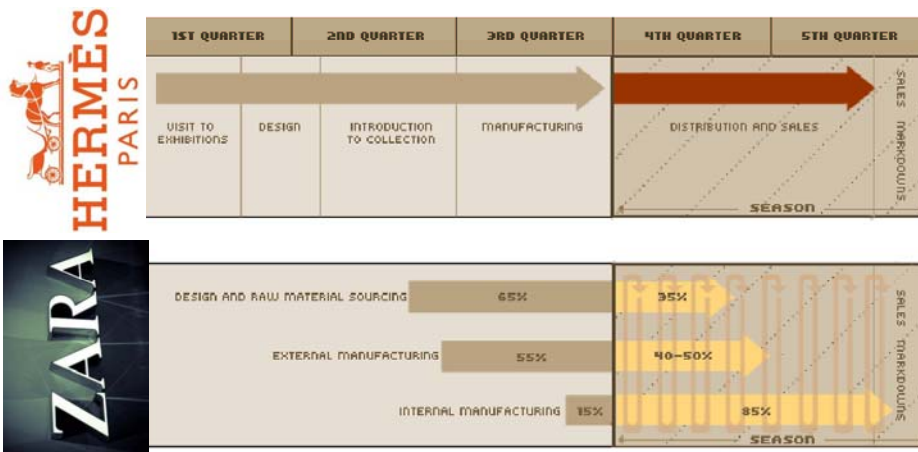 HERMÈS
PARIS
1ST QUARTER
2ND QUARTER
3RD QUARTER
4TH QUARTER
5TH QUARTER
VISIT TO
EXHIBITIONS
DESIGN
INTRODUCTION
TO COLLECTION
MANUFACTURING
DISTRIBUTION AND SALES
SALES MARKDOWNS
SEASON
ZARA
DESIGN AND RAW MATERIAL SOURCING
65%
35%
EXTERNAL MANUFACTURING
55%
40-50%
INTERNAL MANUFACTURING
15%
85%
SALES MARKDOWNS
SEASON